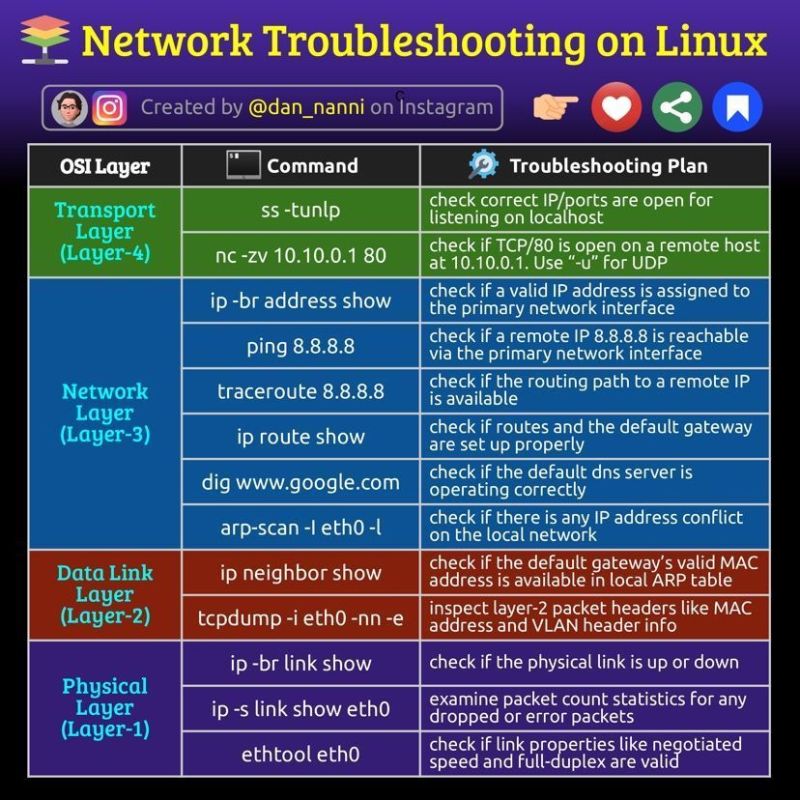 Network Troubleshooting on Linux
Created by @dan_nanni on Instagram
OSI Layer
Command
Troubleshooting Plan
Transport
Layer
(Layer-4)
ss -tunlp
check correct IP/ports are open for
listening on localhost
nc -zv 10.10.0.1 80
check if TCP/80 is open on a remote host
at 10.10.0.1. Use “-u” for UDP
Network
Layer
(Layer-3)
ip -br address show
check if a valid IP address is assigned to
the primary network interface
ping 8.8.8.8
check if a remote IP 8.8.8.8 is reachable
via the primary network interface
traceroute 8.8.8.8
check if the routing path to a remote IP
is available
ip route show
check if routes and the default gateway
are set up properly
dig www.google.com
check if the default dns server is
operating correctly
arp-scan -I eth0 -l
check if there is any IP address conflict
on the local network
Data Link
Layer
(Layer-2)
ip neighbor show
check if the default gateway’s valid MAC
address is available in local ARP table
tcpdump -i eth0 -nn -e
inspect layer-2 packet headers like MAC
address and VLAN header info
Physical
Layer
(Layer-1)
ip -br link show
check if the physical link is up or down
ip -s link show eth0
examine packet count statistics for any
dropped or error packets
ethtool eth0
check if link properties like negotiated
speed and full-duplex are valid